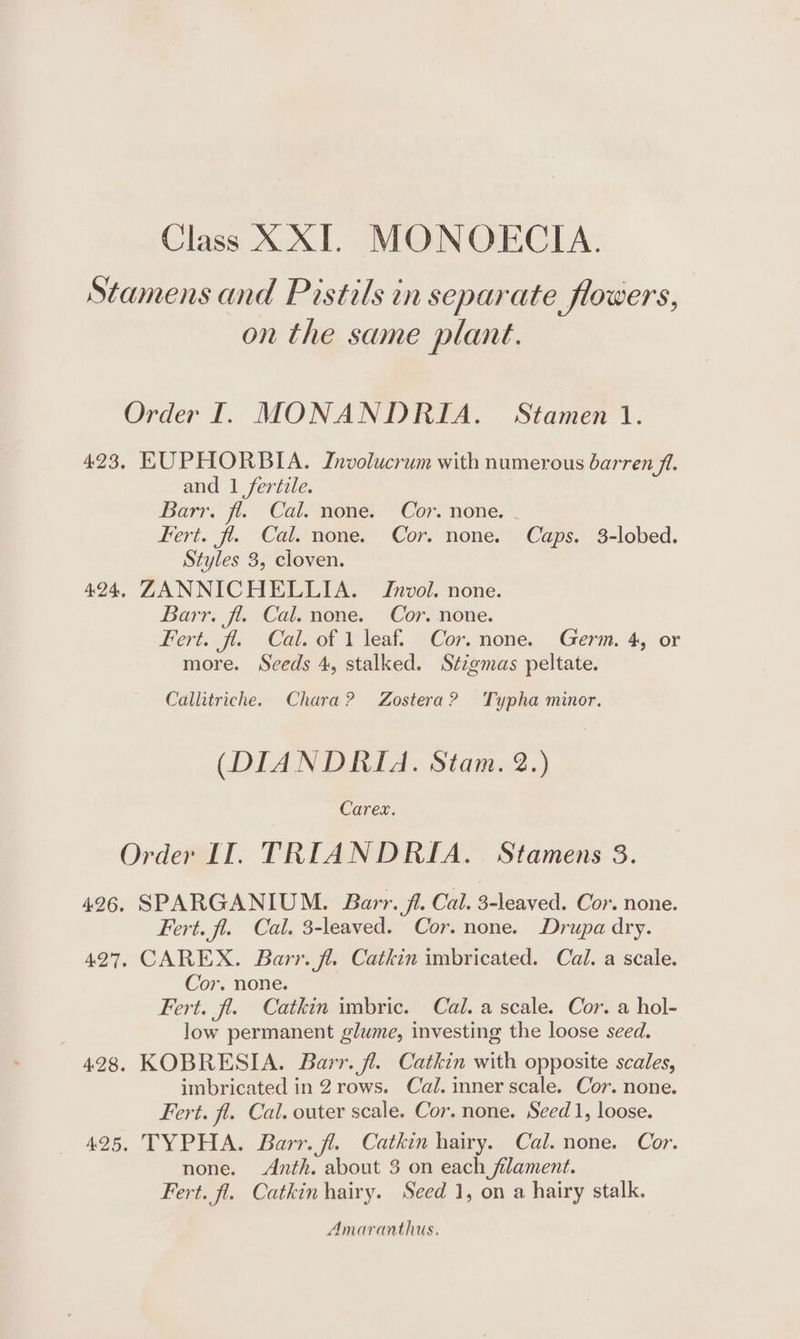 Class XXI. MONOECIA.
Stamens and Pistils in separate flowers,
on the same plant.
Order I. MONANDRIA. Stamen 1.
423. EUPHORBIA. Involucrum with numerous barren fl.
and 1 fertile.
Barr. fl. Cal. none. Cor. none.
Fert. fl. Cal. none. Cor. none. Caps. 3-lobed.
Styles 3, cloven.
424. ZANNICHELLIA. Invol. none.
Barr. fl. Cal. none. Cor. none.
Fert. fl. Cal. of 1 leaf. Cor. none. Germ. 4, or
more. Seeds 4, stalked. Stigmas peltate.
Callitriche. Chara? Zostera? Typha minor.
(DIANDRIA. Stam. 2.)
Carex.
Order II. TRIANDRIA. Stamens 3.
426. SPARGANIUM. Barr. fl. Cal. 3-leaved. Cor. none.
Fert. fl. Cal. 3-leaved. Cor. none. Drupa dry.
427. CAREX. Barr. fl. Catkin imbricated. Cal. a scale.
Cor. none.
Fert. fl. Catkin imbric. Cal. a scale. Cor. a hol-
low permanent glume, investing the loose seed.
428. KOBRESIA. Barr. fl. Catkin with opposite scales,
imbricated in 2 rows. Cal. inner scale. Cor. none.
Fert. fl. Cal. outer scale. Cor. none. Seed 1, loose.
425. TYPHA. Barr. fl. Catkin hairy. Cal. none. Cor.
none. Anth. about 3 on each filament.
Fert. fl. Catkin hairy. Seed 1, on a hairy stalk.
Amaranthus.